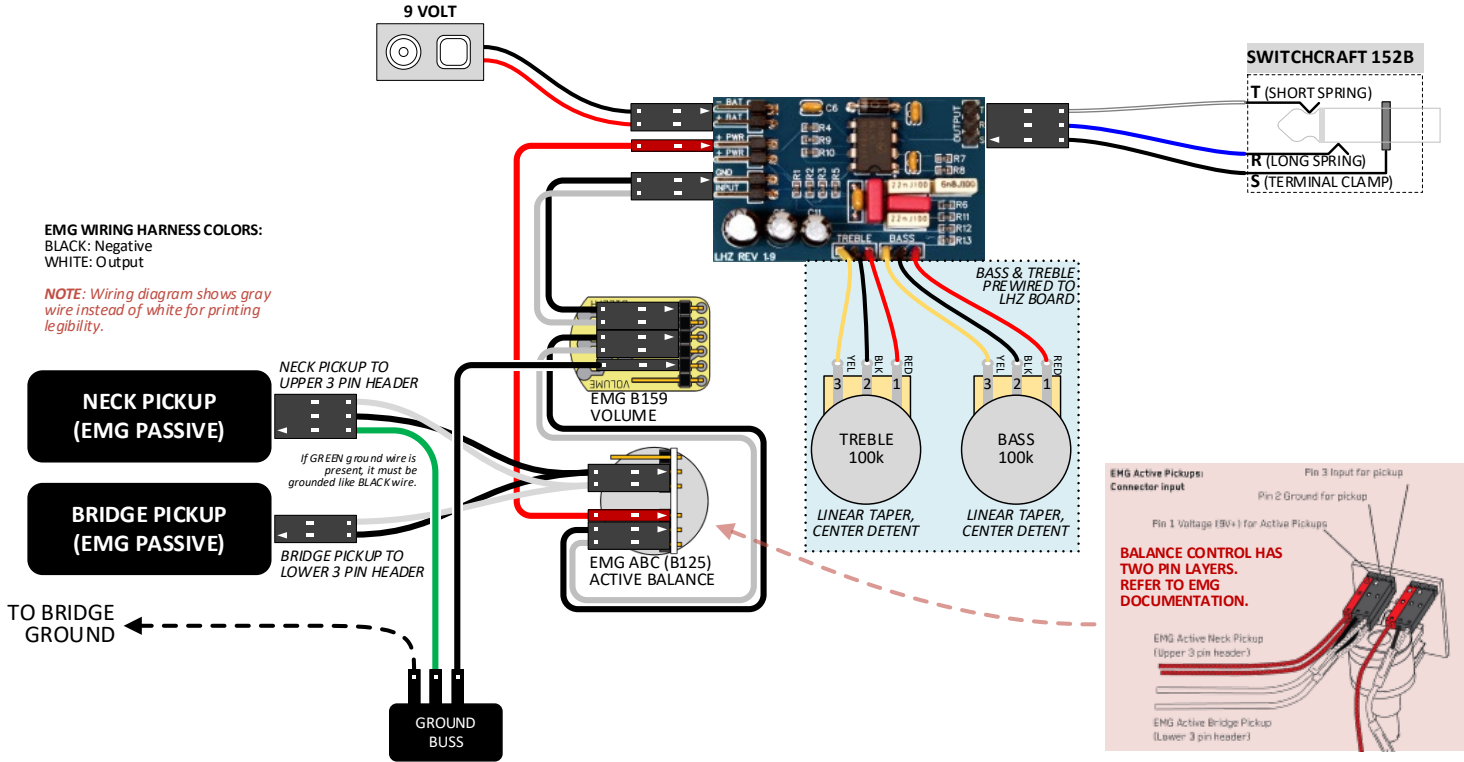 9 VOLT
SWITCHCRAFT 152B
T (SHORT SPRING)
R (LONG SPRING)
S (TERMINAL CLAMP)
- BAT
+ BAT
+ PWR
+ PWR
GND
INPUT
C6
R4
R9
R10
R1
R2
R3
R5
OUTPUT
T
R
S
R7
R8
22nJ100
6n8J100
22nJ100
R6
R11
R12
R13
C11
TREBLE
BASS
LHZ REV 1.9
EMG WIRING HARNESS COLORS:
BLACK: Negative
WHITE: Output
NOTE: Wiring diagram shows gray
wire instead of white for printing
legibility.
BASS & TREBLE
PREWIRED TO
LHZ BOARD
YEL
BLK
RED
3
2
1
TREBLE
100k
LINEAR TAPER,
CENTER DETENT
YEL
BLK
RED
3
2
1
BASS
100k
LINEAR TAPER,
CENTER DETENT
VOLUME
EMG B159
VOLUME
NECK PICKUP TO
UPPER 3 PIN HEADER
NECK PICKUP
(EMG PASSIVE)
If GREEN ground wire is
present, it must be
grounded like BLACK wire.
BRIDGE PICKUP
(EMG PASSIVE)
BRIDGE PICKUP TO
LOWER 3 PIN HEADER
EMG ABC (B125)
ACTIVE BALANCE
TO BRIDGE
GROUND
GROUND
BUSS
EMG Active Pickups:
Connector input
Pin 3 Input for pickup
Pin 2 Ground for pickup
Pin 1 Voltage (9V+) for Active Pickups
BALANCE CONTROL HAS
TWO PIN LAYERS.
REFER TO EMG
DOCUMENTATION.
EMG Active Neck Pickup
(Upper 3 pin header)
EMG Active Bridge Pickup
(Lower 3 pin header)